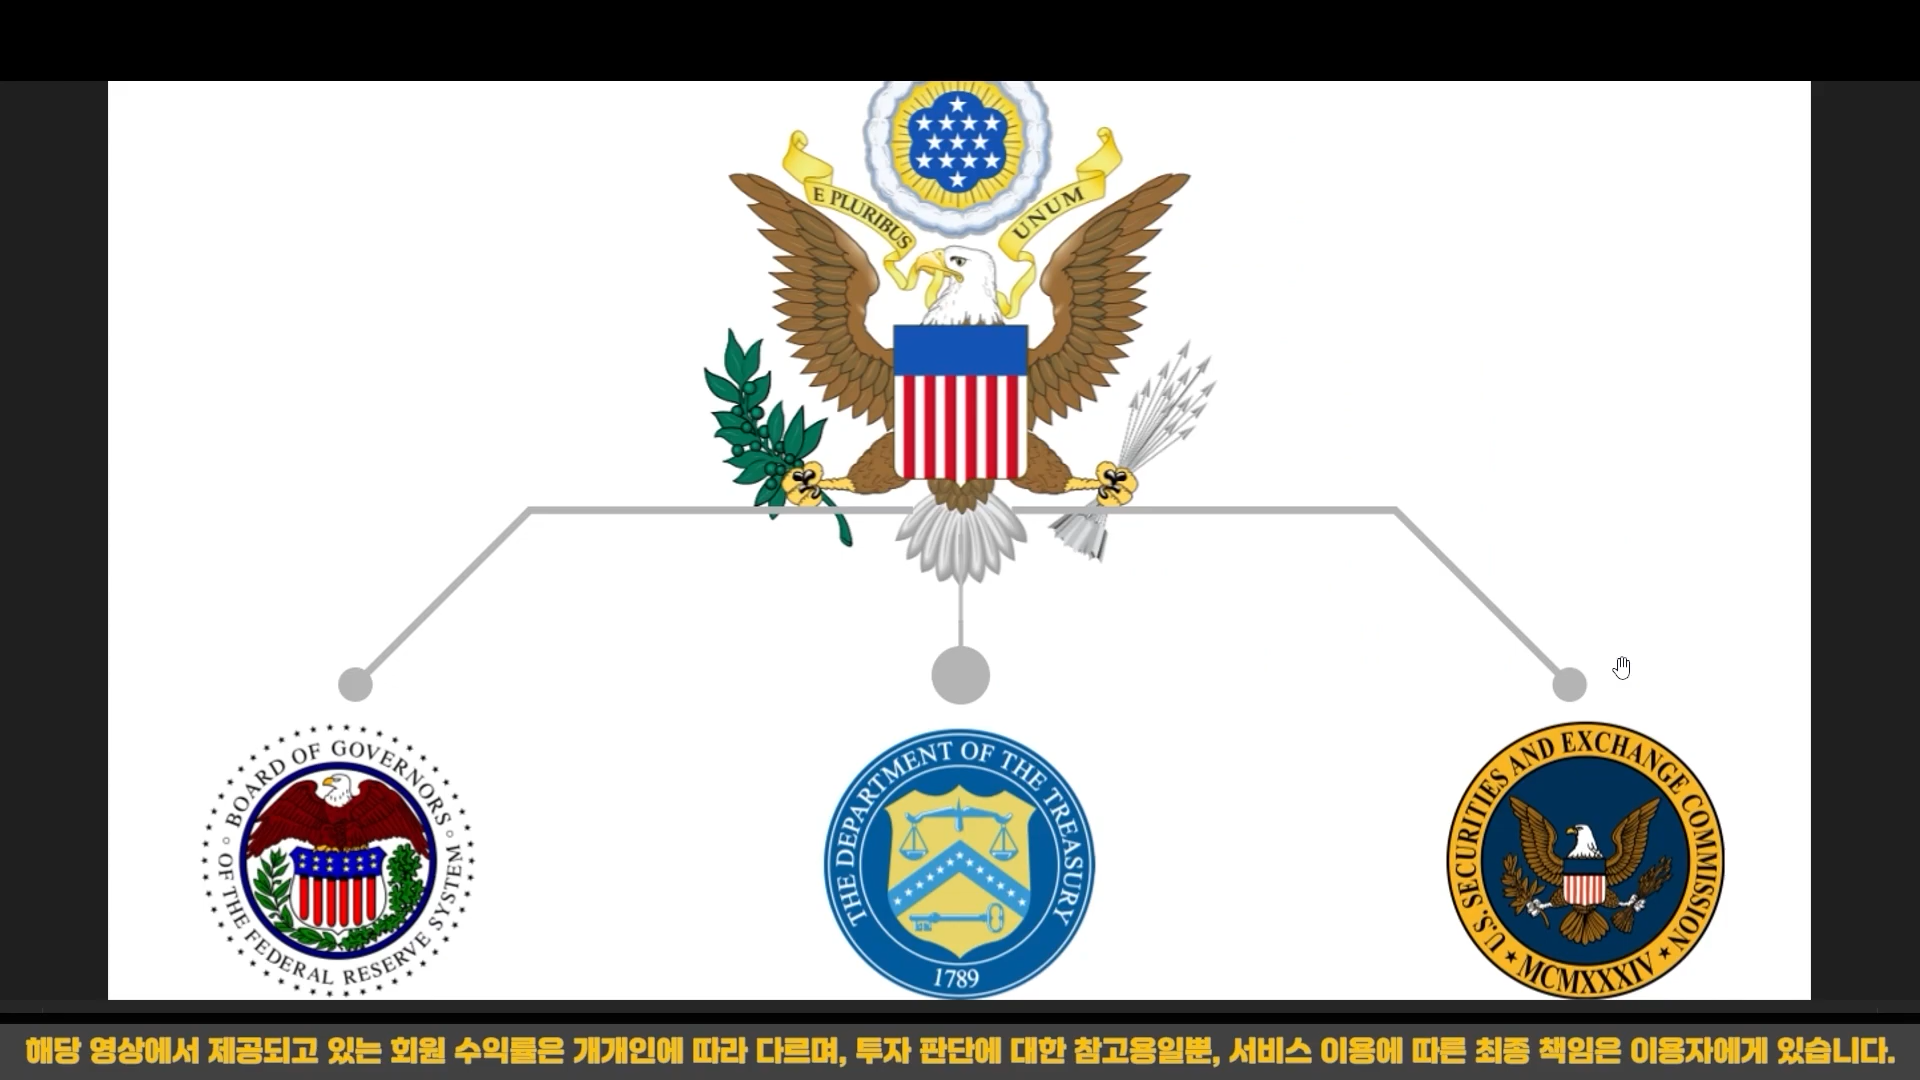 E PLURIBUS UNUM
BOARD OF GOVERNORS
OF THE FEDERAL RESERVE SYSTEM
THE DEPARTMENT OF THE TREASURY
1789
U.S. SECURITIES AND EXCHANGE COMMISSION
MCMXXXIV
해당 영상에서 제공되고 있는 회원 수익률은 개개인에 따라 다르며, 투자 판단에 대한 참고용일뿐, 서비스 이용에 따른 최종 책임은 이용자에게 있습니다.